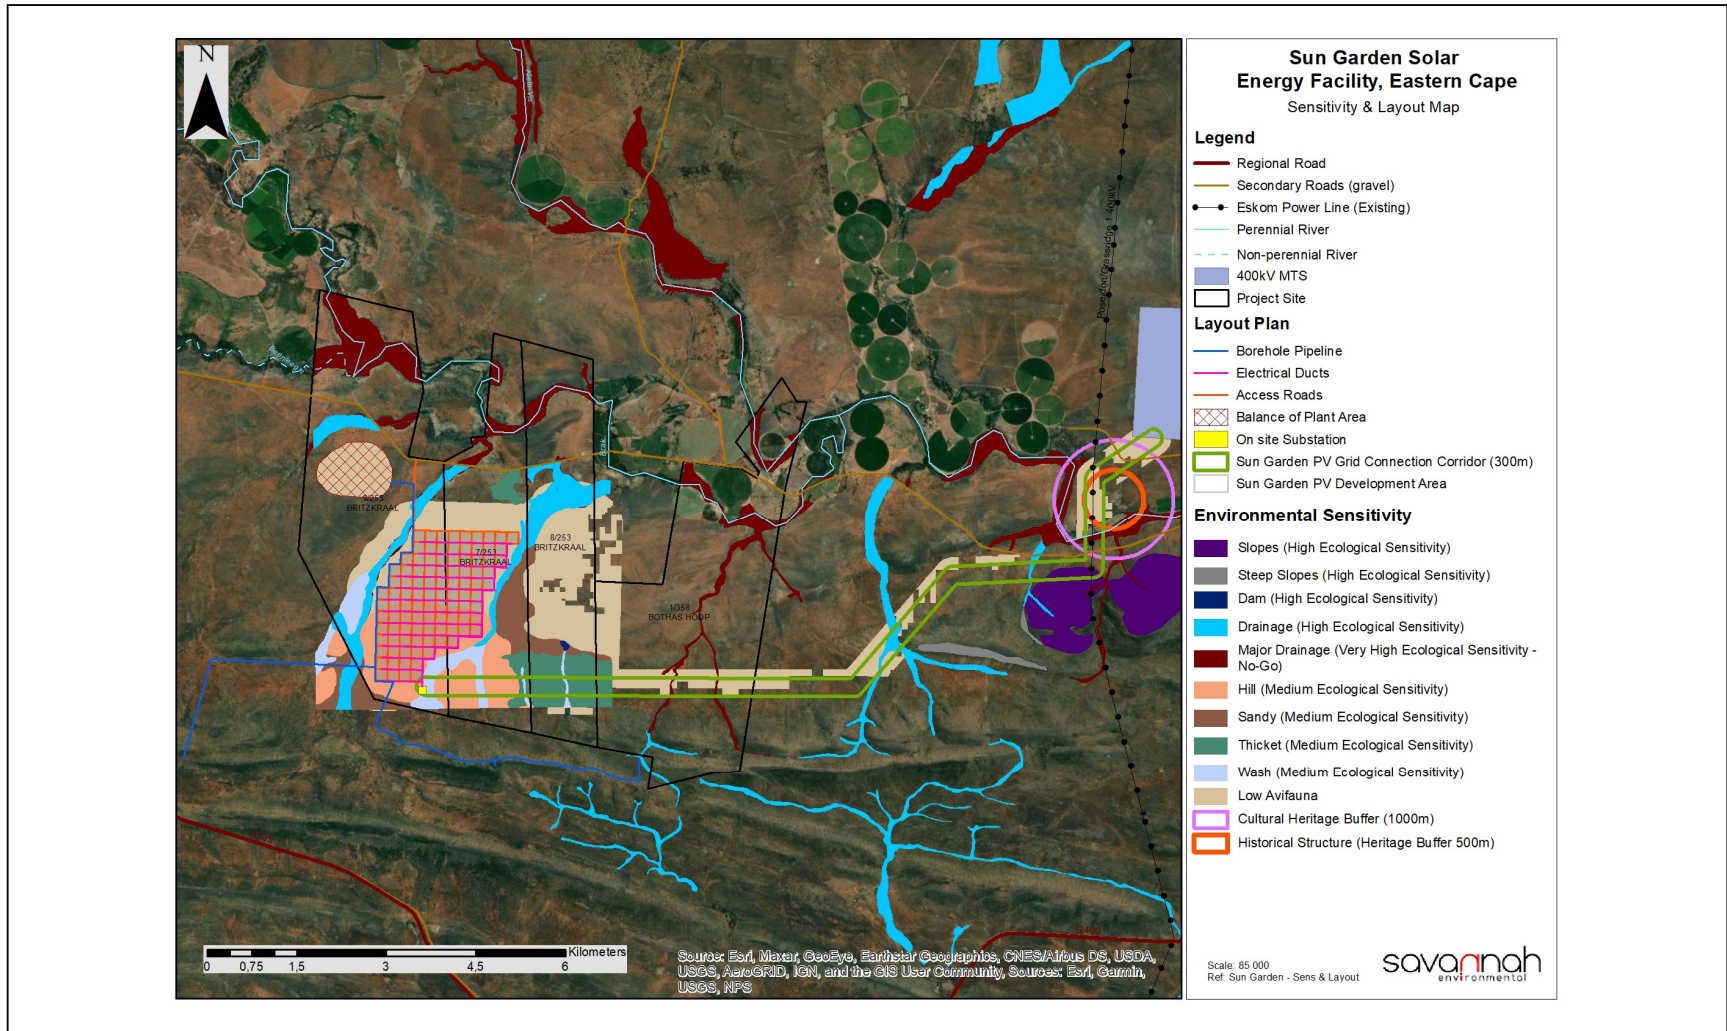 N
Poseidon/Grassridge 1 400kV
Brak
9/253
BRITZKRAAL
7/253
BRITZKRAAL
8/253
BRITZKRAAL
1/358
BOTHAS HOOP
R400
Kilometers
0 0,75 1,5 3 4,5 6
Source: Esri, Maxar, GeoEye, Earthstar Geographics, CNES/Airbus DS, USDA,
USGS, AeroGRID, IGN, and the GIS User Community, Sources: Esri, Garmin,
USGS, NPS
Sun Garden Solar
Energy Facility, Eastern Cape
Sensitivity & Layout Map
Legend
Regional Road
Secondary Roads (gravel)
Eskom Power Line (Existing)
Perennial River
Non-perennial River
400kV MTS
Project Site
Layout Plan
Borehole Pipeline
Electrical Ducts
Access Roads
Balance of Plant Area
On site Substation
Sun Garden PV Grid Connection Corridor (300m)
Sun Garden PV Development Area
Environmental Sensitivity
Slopes (High Ecological Sensitivity)
Steep Slopes (High Ecological Sensitivity)
Dam (High Ecological Sensitivity)
Drainage (High Ecological Sensitivity)
Major Drainage (Very High Ecological Sensitivity -
No-Go)
Hill (Medium Ecological Sensitivity)
Sandy (Medium Ecological Sensitivity)
Thicket (Medium Ecological Sensitivity)
Wash (Medium Ecological Sensitivity)
Low Avifauna
Cultural Heritage Buffer (1000m)
Historical Structure (Heritage Buffer 500m)
Scale: 85 000
Ref. Sun Garden - Sens & Layout
savannah
environmental